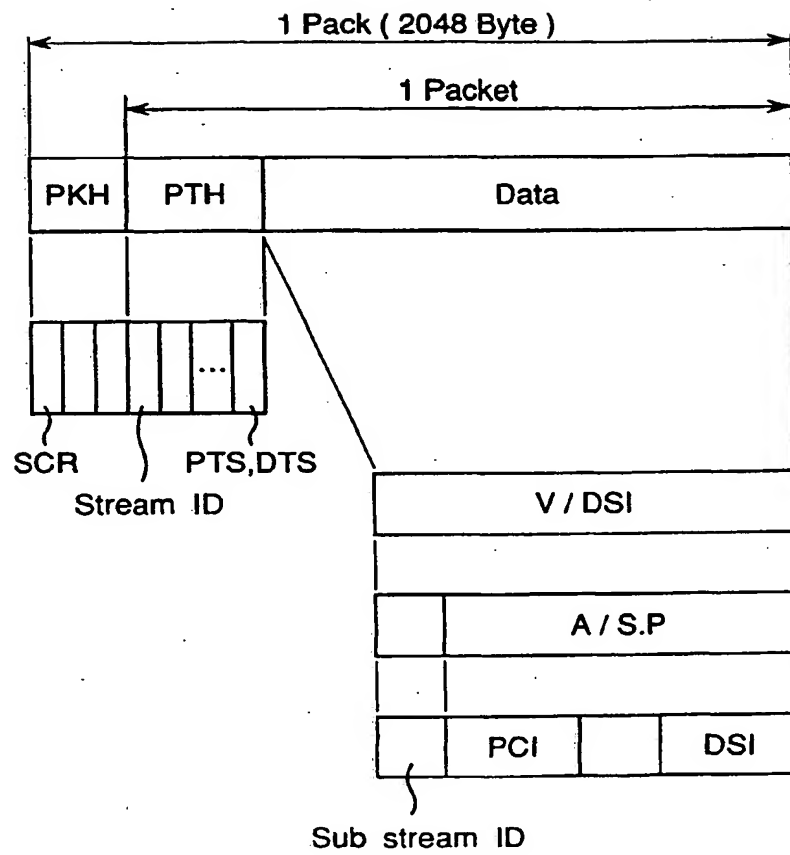 1 Pack ( 2048 Byte )
1 Packet
PKH PTH Data
...
SCR PTS,DTS
Stream ID
V / DSI
A / S.P
PCI DSI
Sub stream ID